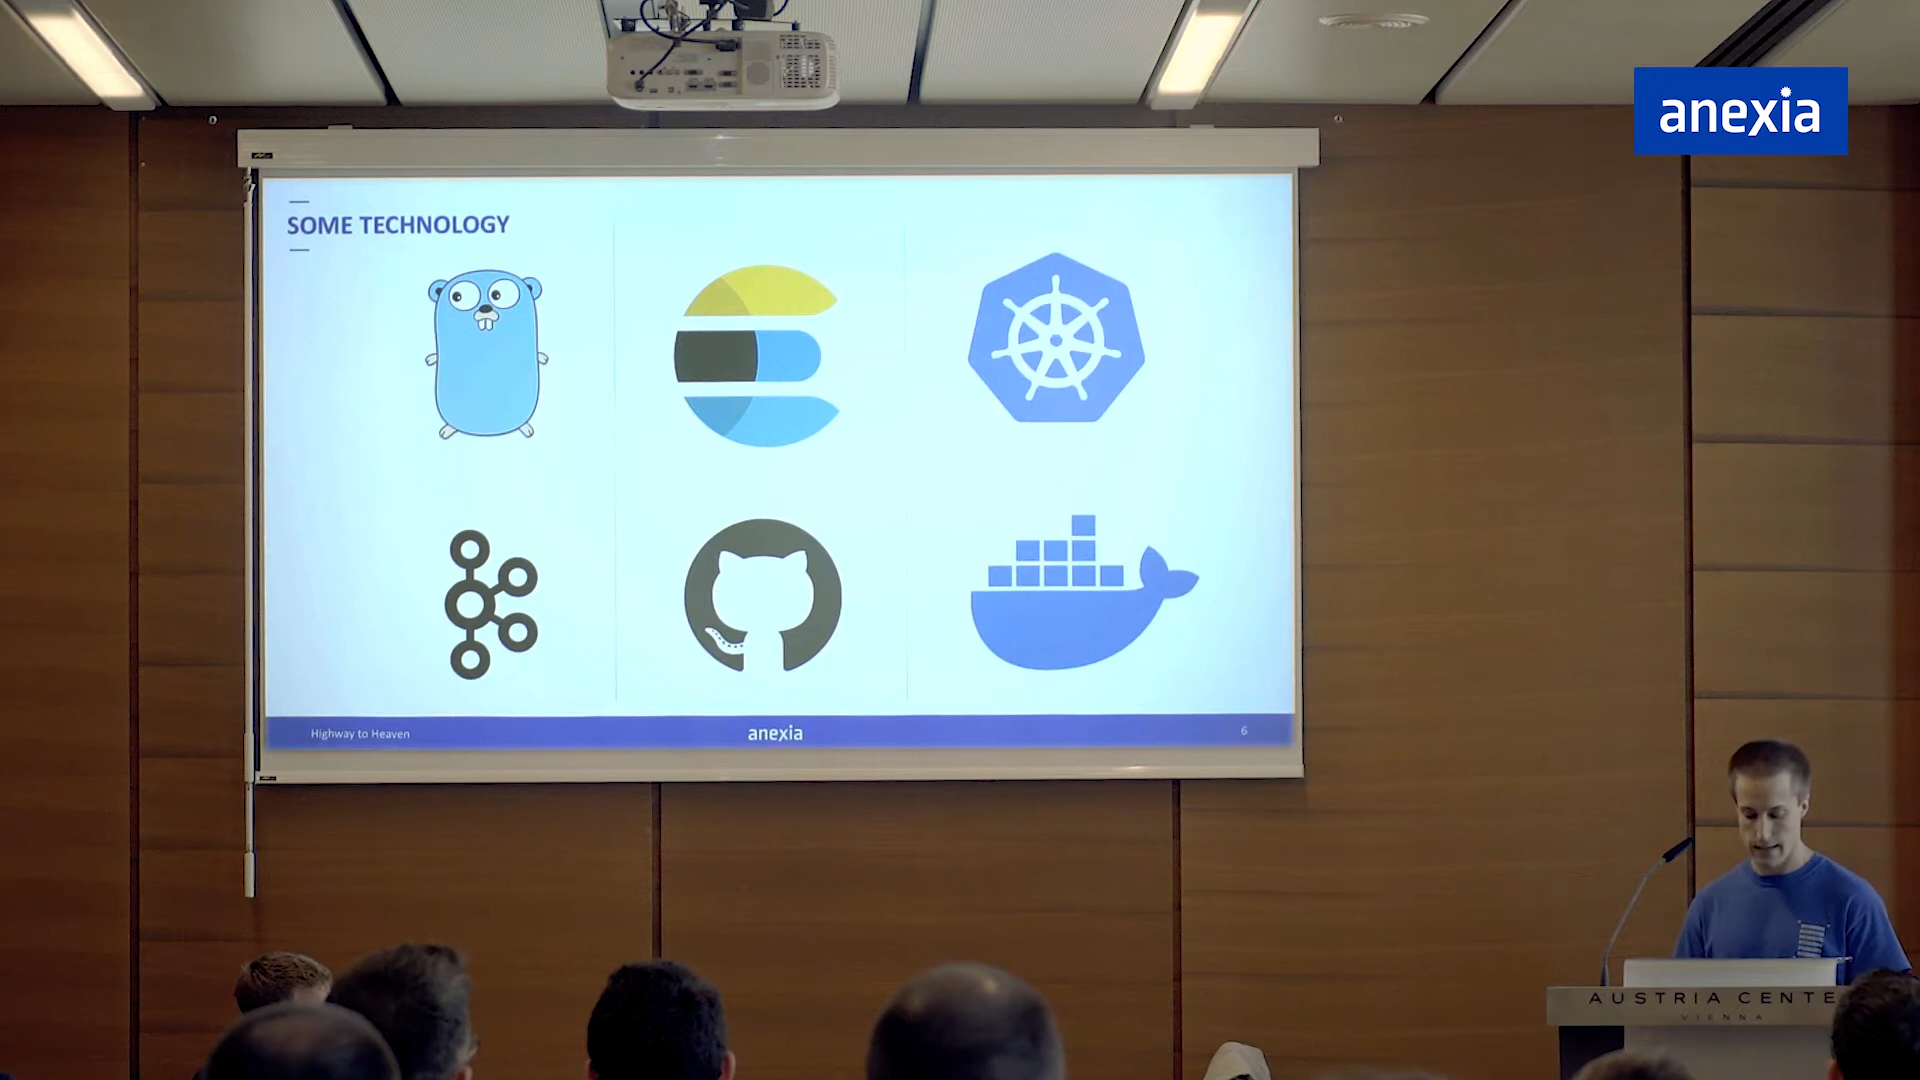 anexia
SOME TECHNOLOGY
Highway to Heaven
anexia
6
AUSTRIA CENTE
VIENNA